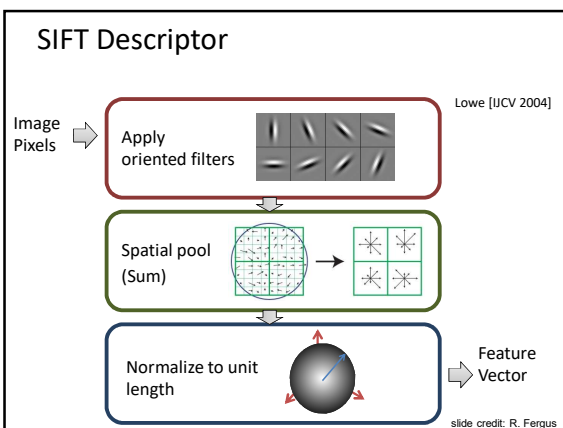 SIFT Descriptor
Lowe [IJCV 2004]
Image
Pixels
Apply
oriented filters
Spatial pool
(Sum)
Normalize to unit
length
Feature
Vector
slide credit: R. Fergus